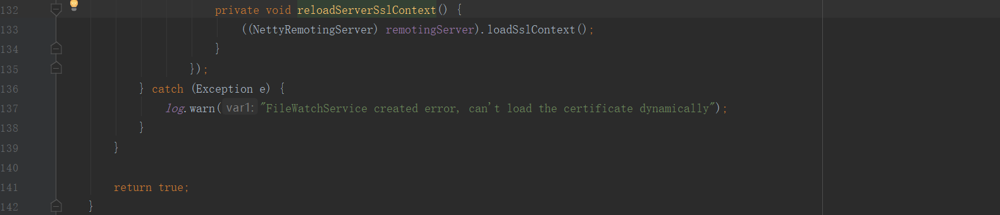 132 private void reloadServerSslContext() {
133 ((NettyRemotingServer) remotingServer).loadSslContext();
134 }
135 });
136 } catch (Exception e) {
137 log.warn( var1: "FileWatchService created error, can't load the certificate dynamically");
138 }
139 }
140
141 return true;
142 }